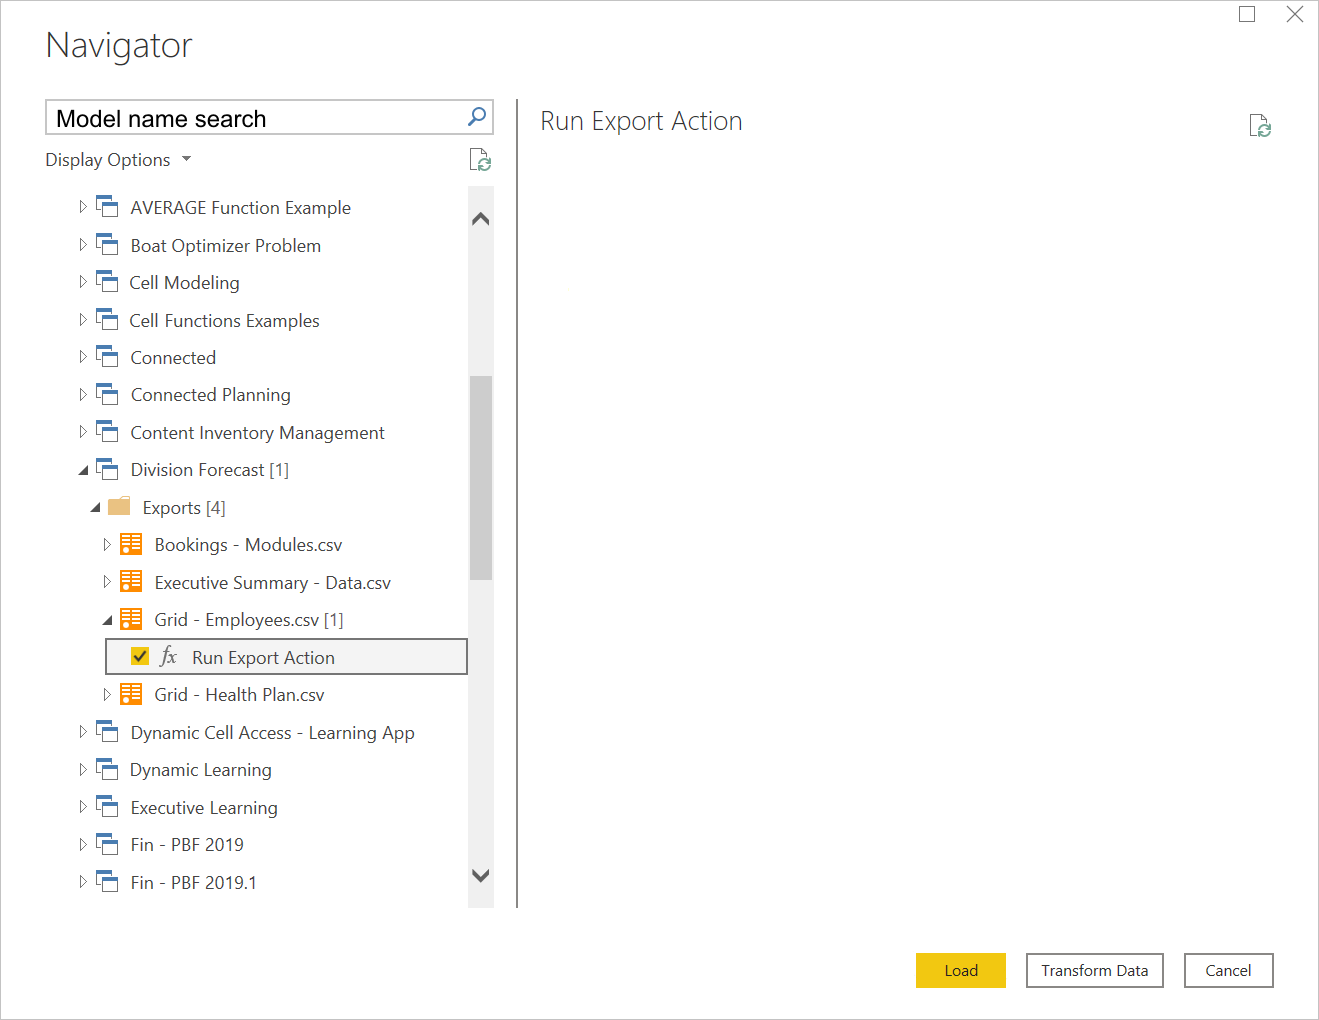 Navigator
Model name search
Display Options
AVERAGE Function Example
Boat Optimizer Problem
Cell Modeling
Cell Functions Examples
Connected
Connected Planning
Content Inventory Management
Division Forecast [1]
Exports [4]
Bookings - Modules.csv
Executive Summary - Data.csv
Grid - Employees.csv [1]
fx Run Export Action
Grid - Health Plan.csv
Dynamic Cell Access - Learning App
Dynamic Learning
Executive Learning
Fin - PBF 2019
Fin - PBF 2019.1
Run Export Action
Load
Transform Data
Cancel